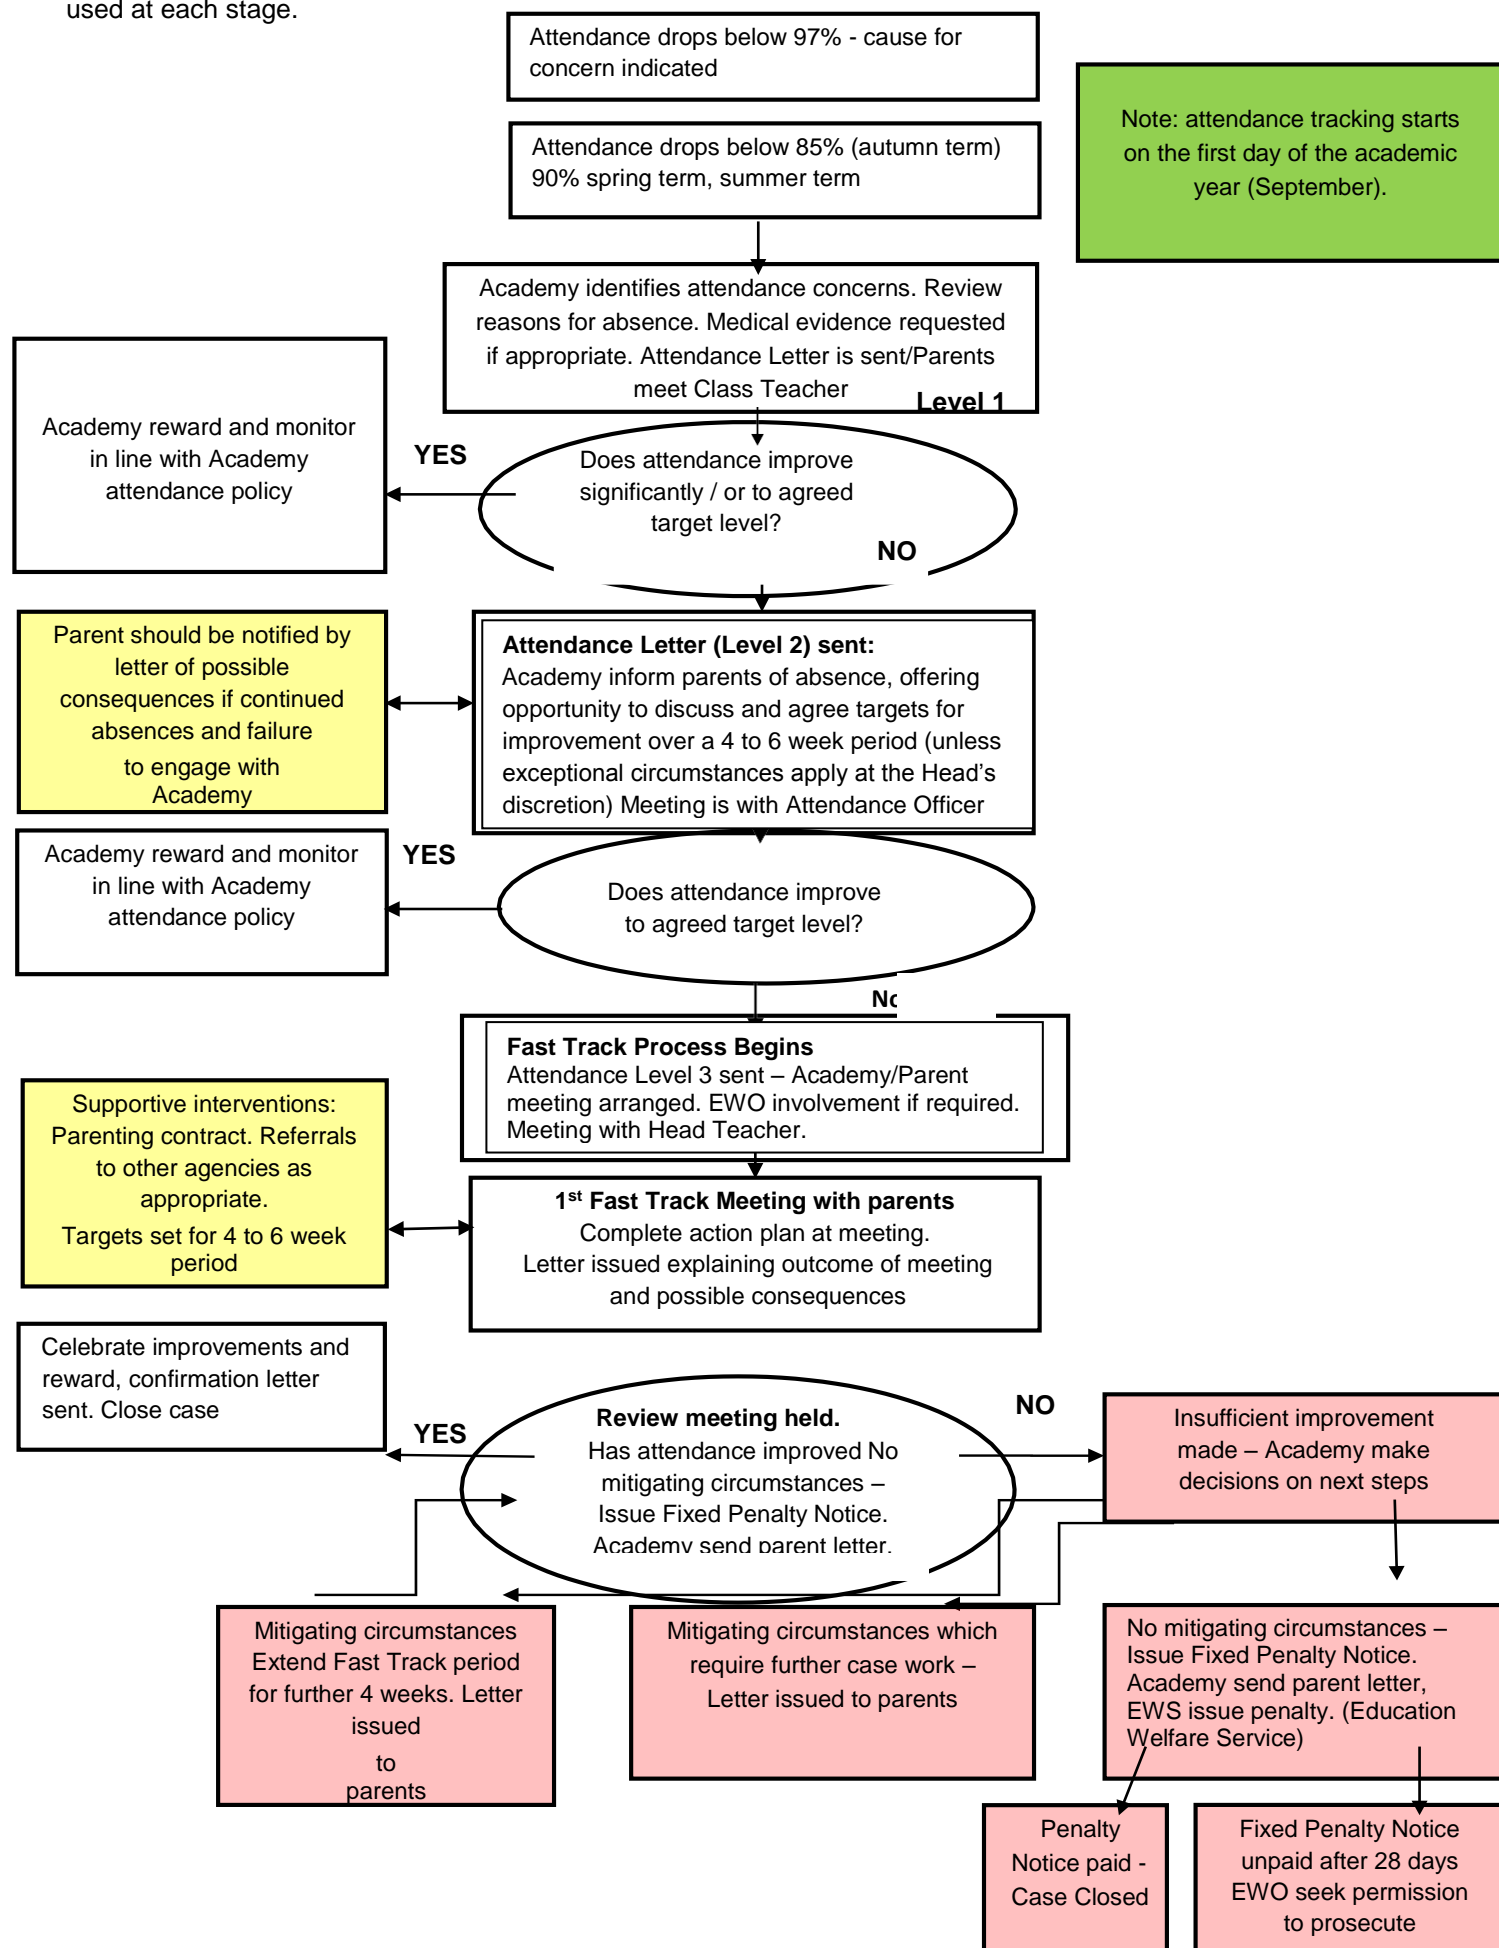 used at each stage.
Attendance drops below 97% - cause for
concern indicated
Note: attendance tracking starts
on the first day of the academic
year (September).
Attendance drops below 85% (autumn term)
90% spring term, summer term
Academy identifies attendance concerns. Review
reasons for absence. Medical evidence requested
if appropriate. Attendance Letter is sent/Parents
meet Class Teacher
Level 1
Academy reward and monitor
in line with Academy
attendance policy
YES
Does attendance improve
significantly / or to agreed
target level?
NO
Parent should be notified by
letter of possible
consequences if continued
absences and failure
to engage with
Academy
Attendance Letter (Level 2) sent:
Academy inform parents of absence, offering
opportunity to discuss and agree targets for
improvement over a 4 to 6 week period (unless
exceptional circumstances apply at the Head’s
discretion) Meeting is with Attendance Officer
Academy reward and monitor
in line with Academy
attendance policy
YES
Does attendance improve
to agreed target level?
No
Fast Track Process Begins
Attendance Level 3 sent – Academy/Parent
meeting arranged. EWO involvement if required.
Meeting with Head Teacher.
Supportive interventions:
Parenting contract. Referrals
to other agencies as
appropriate.
Targets set for 4 to 6 week
period
1st Fast Track Meeting with parents
Complete action plan at meeting.
Letter issued explaining outcome of meeting
and possible consequences
Celebrate improvements and
reward, confirmation letter
sent. Close case
YES
Review meeting held.
Has attendance improved No
mitigating circumstances –
Issue Fixed Penalty Notice.
Academy send parent letter.
NO
Insufficient improvement
made – Academy make
decisions on next steps
Mitigating circumstances
Extend Fast Track period
for further 4 weeks. Letter
issued
to
parents
Mitigating circumstances which
require further case work –
Letter issued to parents
No mitigating circumstances –
Issue Fixed Penalty Notice.
Academy send parent letter,
EWS issue penalty. (Education
Welfare Service)
Penalty
Notice paid -
Case Closed
Fixed Penalty Notice
unpaid after 28 days
EWO seek permission
to prosecute